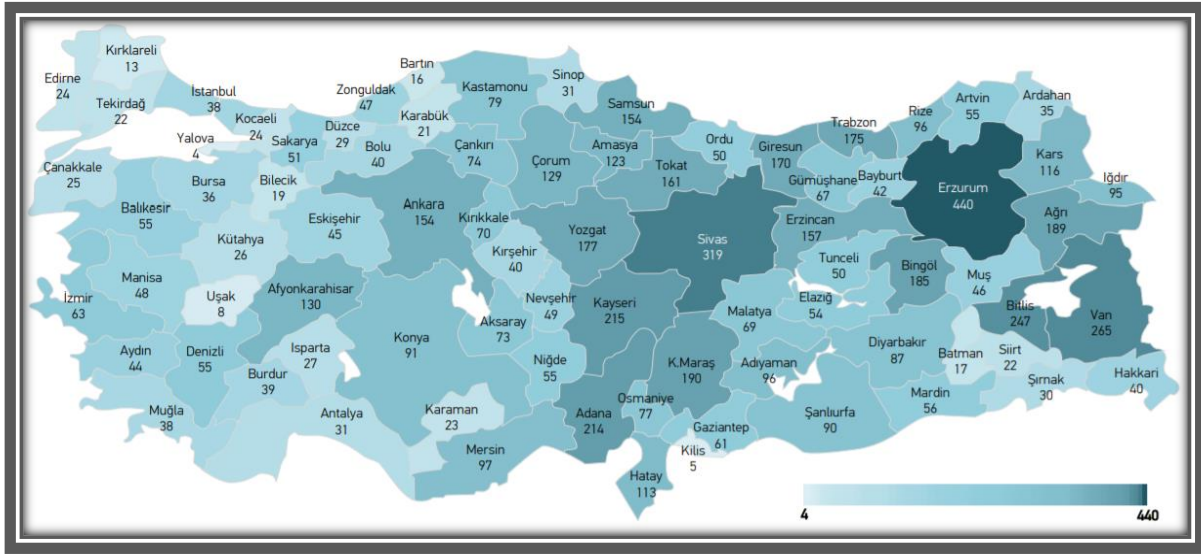 Kırklareli
13
Edirne
24
Tekirdağ
22
İstanbul
38
Kocaeli
24
Yalova
4
Sakarya
51
Düzce
29
Zonguldak
47
Bartın
16
Karabük
21
Bolu
40
Kastamonu
79
Sinop
31
Samsun
154
Çankırı
74
Çorum
129
Amasya
123
Tokat
161
Ordu
50
Giresun
170
Trabzon
175
Gümüşhane
67
Bayburt
42
Rize
96
Artvin
55
Ardahan
35
Kars
116
Iğdır
95
Erzurum
440
Ağrı
189
Çanakkale
25
Balıkesir
55
Bursa
36
Bilecik
19
Eskişehir
45
Kütahya
26
Ankara
154
Kırıkkale
70
Kırşehir
40
Yozgat
177
Sivas
319
Erzincan
157
Tunceli
50
Bingöl
185
Muş
46
Bitlis
247
Van
265
Manisa
48
İzmir
63
Uşak
8
Afyonkarahisar
130
Konya
91
Aksaray
73
Nevşehir
49
Kayseri
215
Malatya
69
Elazığ
54
Diyarbakır
87
Batman
17
Siirt
22
Şırnak
30
Hakkari
40
Aydın
44
Denizli
55
Isparta
27
Burdur
39
Muğla
38
Antalya
31
Karaman
23
Niğde
55
Mersin
97
Adana
214
Osmaniye
77
K.Maraş
190
Adıyaman
96
Gaziantep
61
Kilis
5
Hatay
113
Şanlıurfa
90
Mardin
56
4
440